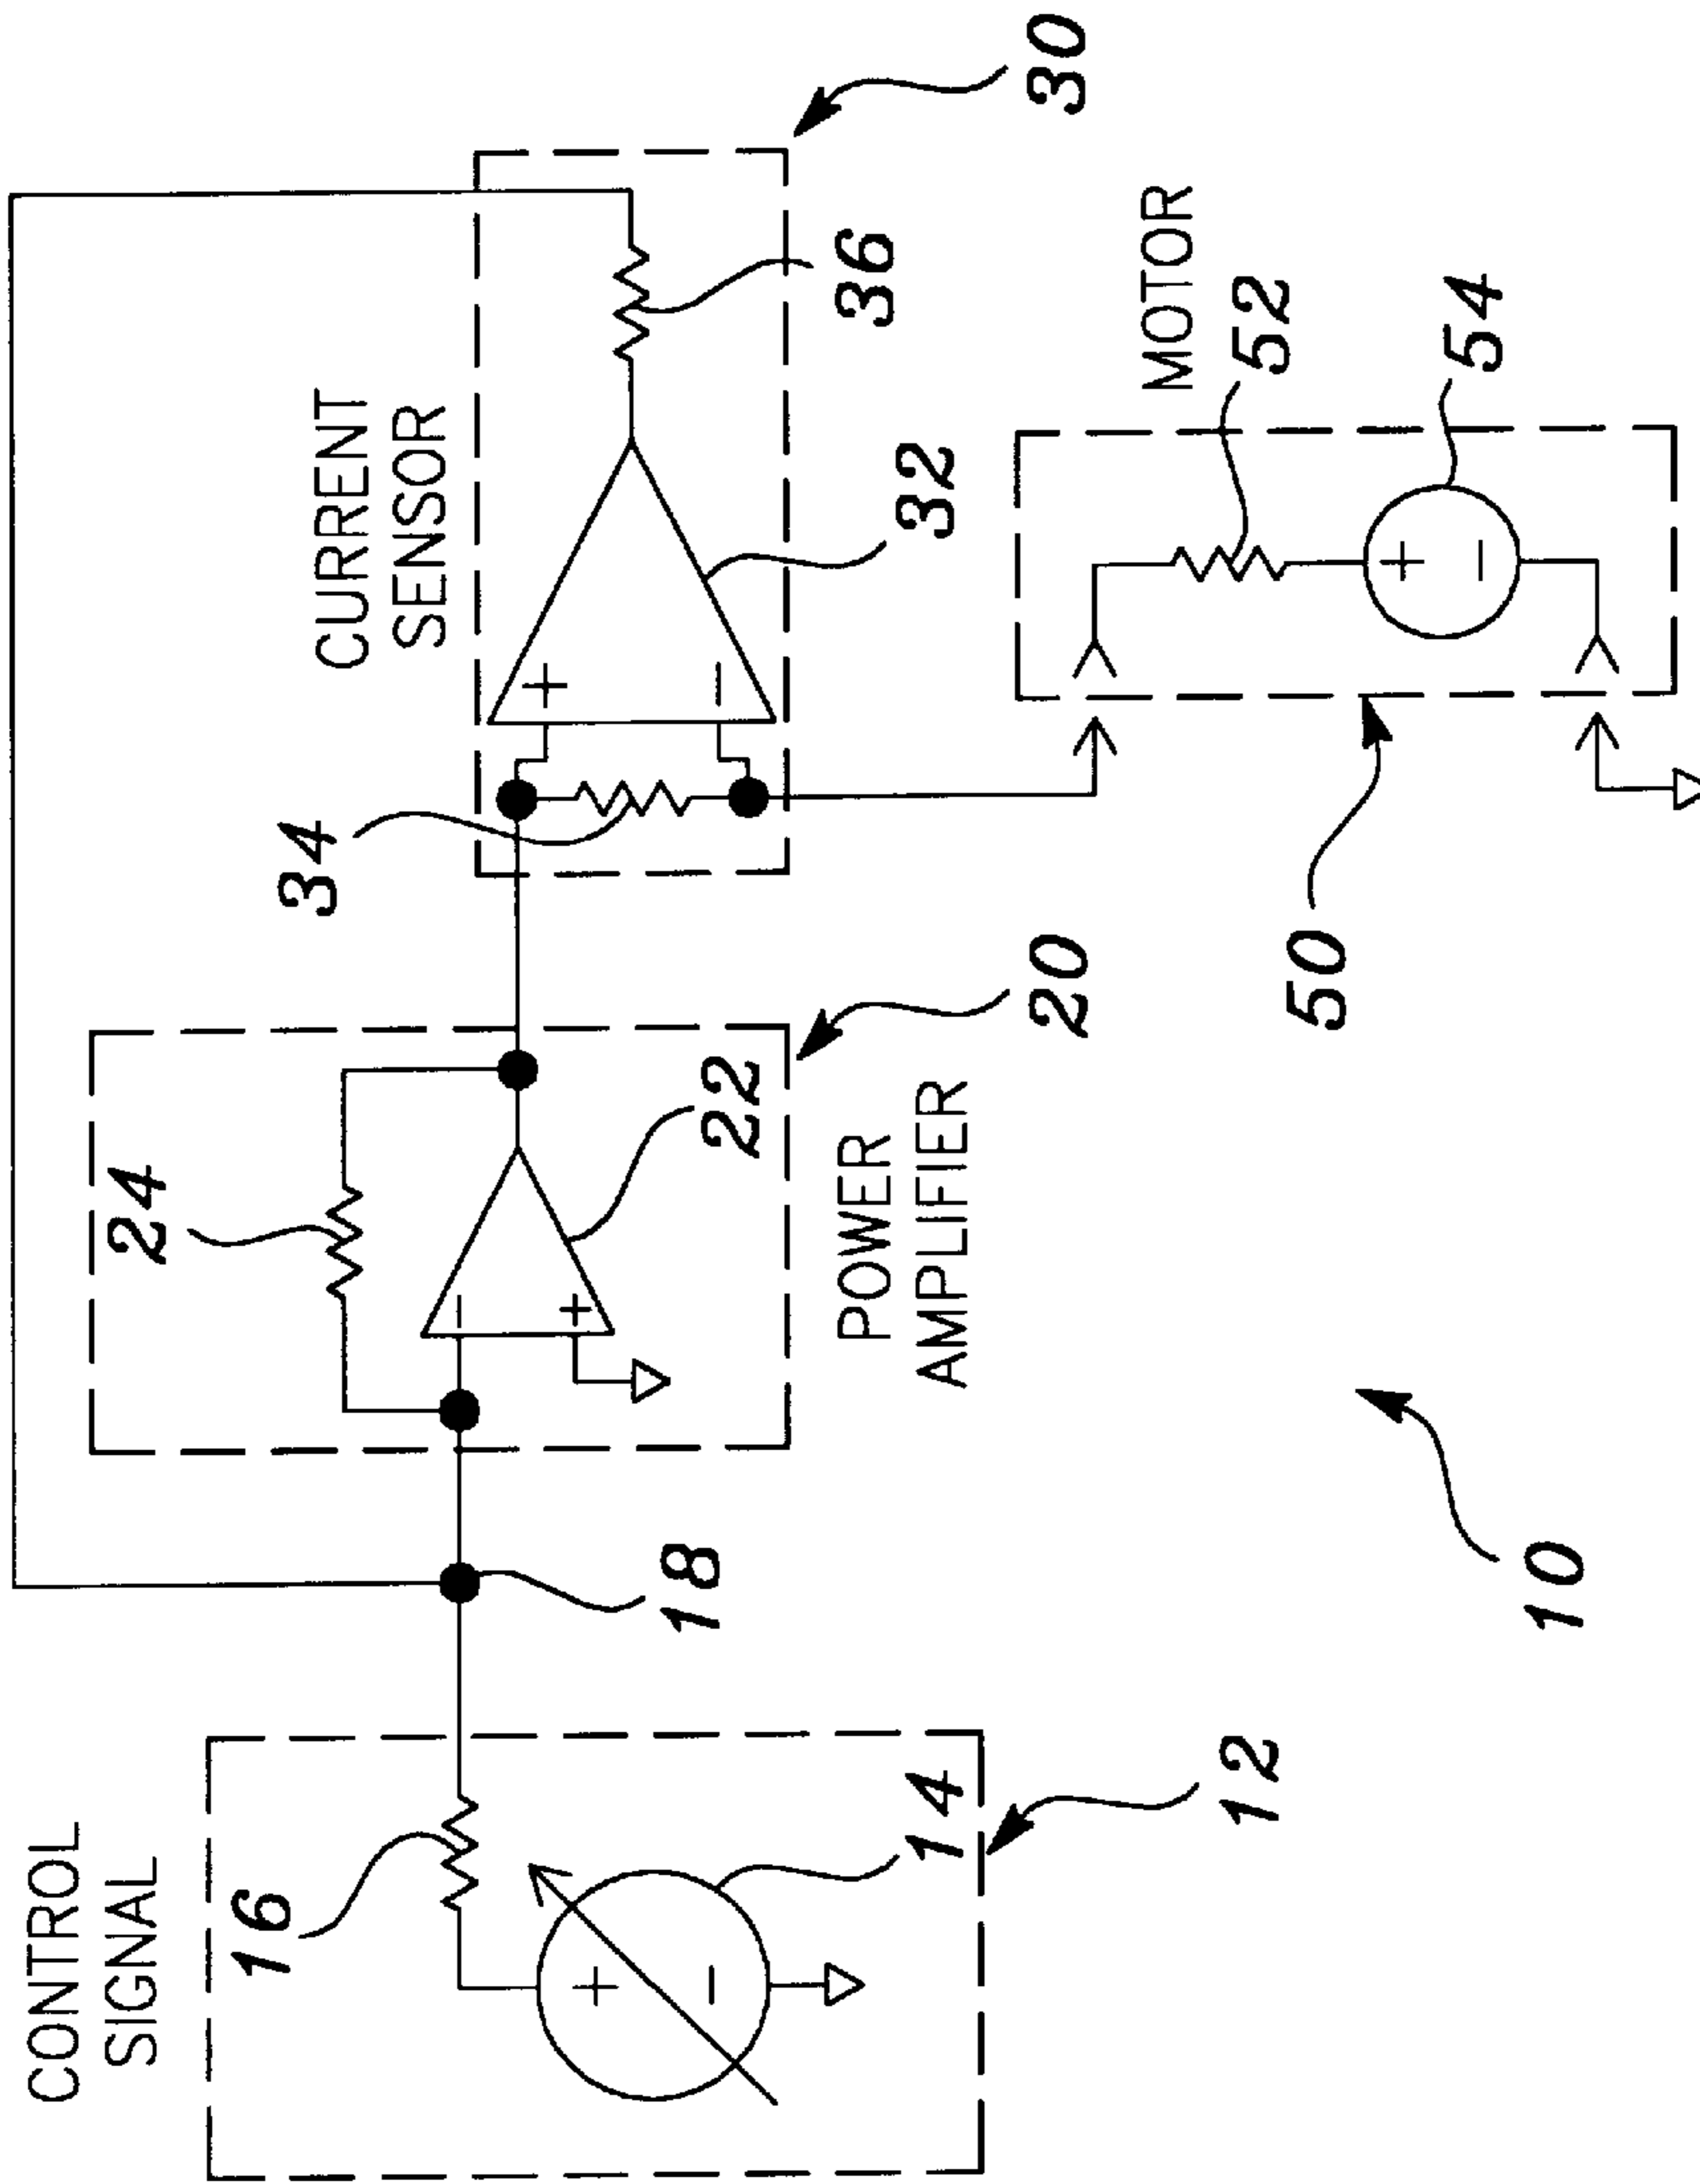 CONTROL
SIGNAL
16
14
12
18
24
22
POWER
AMPLIFIER
20
10
CURRENT
SENSOR
34
32
36
30
MOTOR
52
54
50